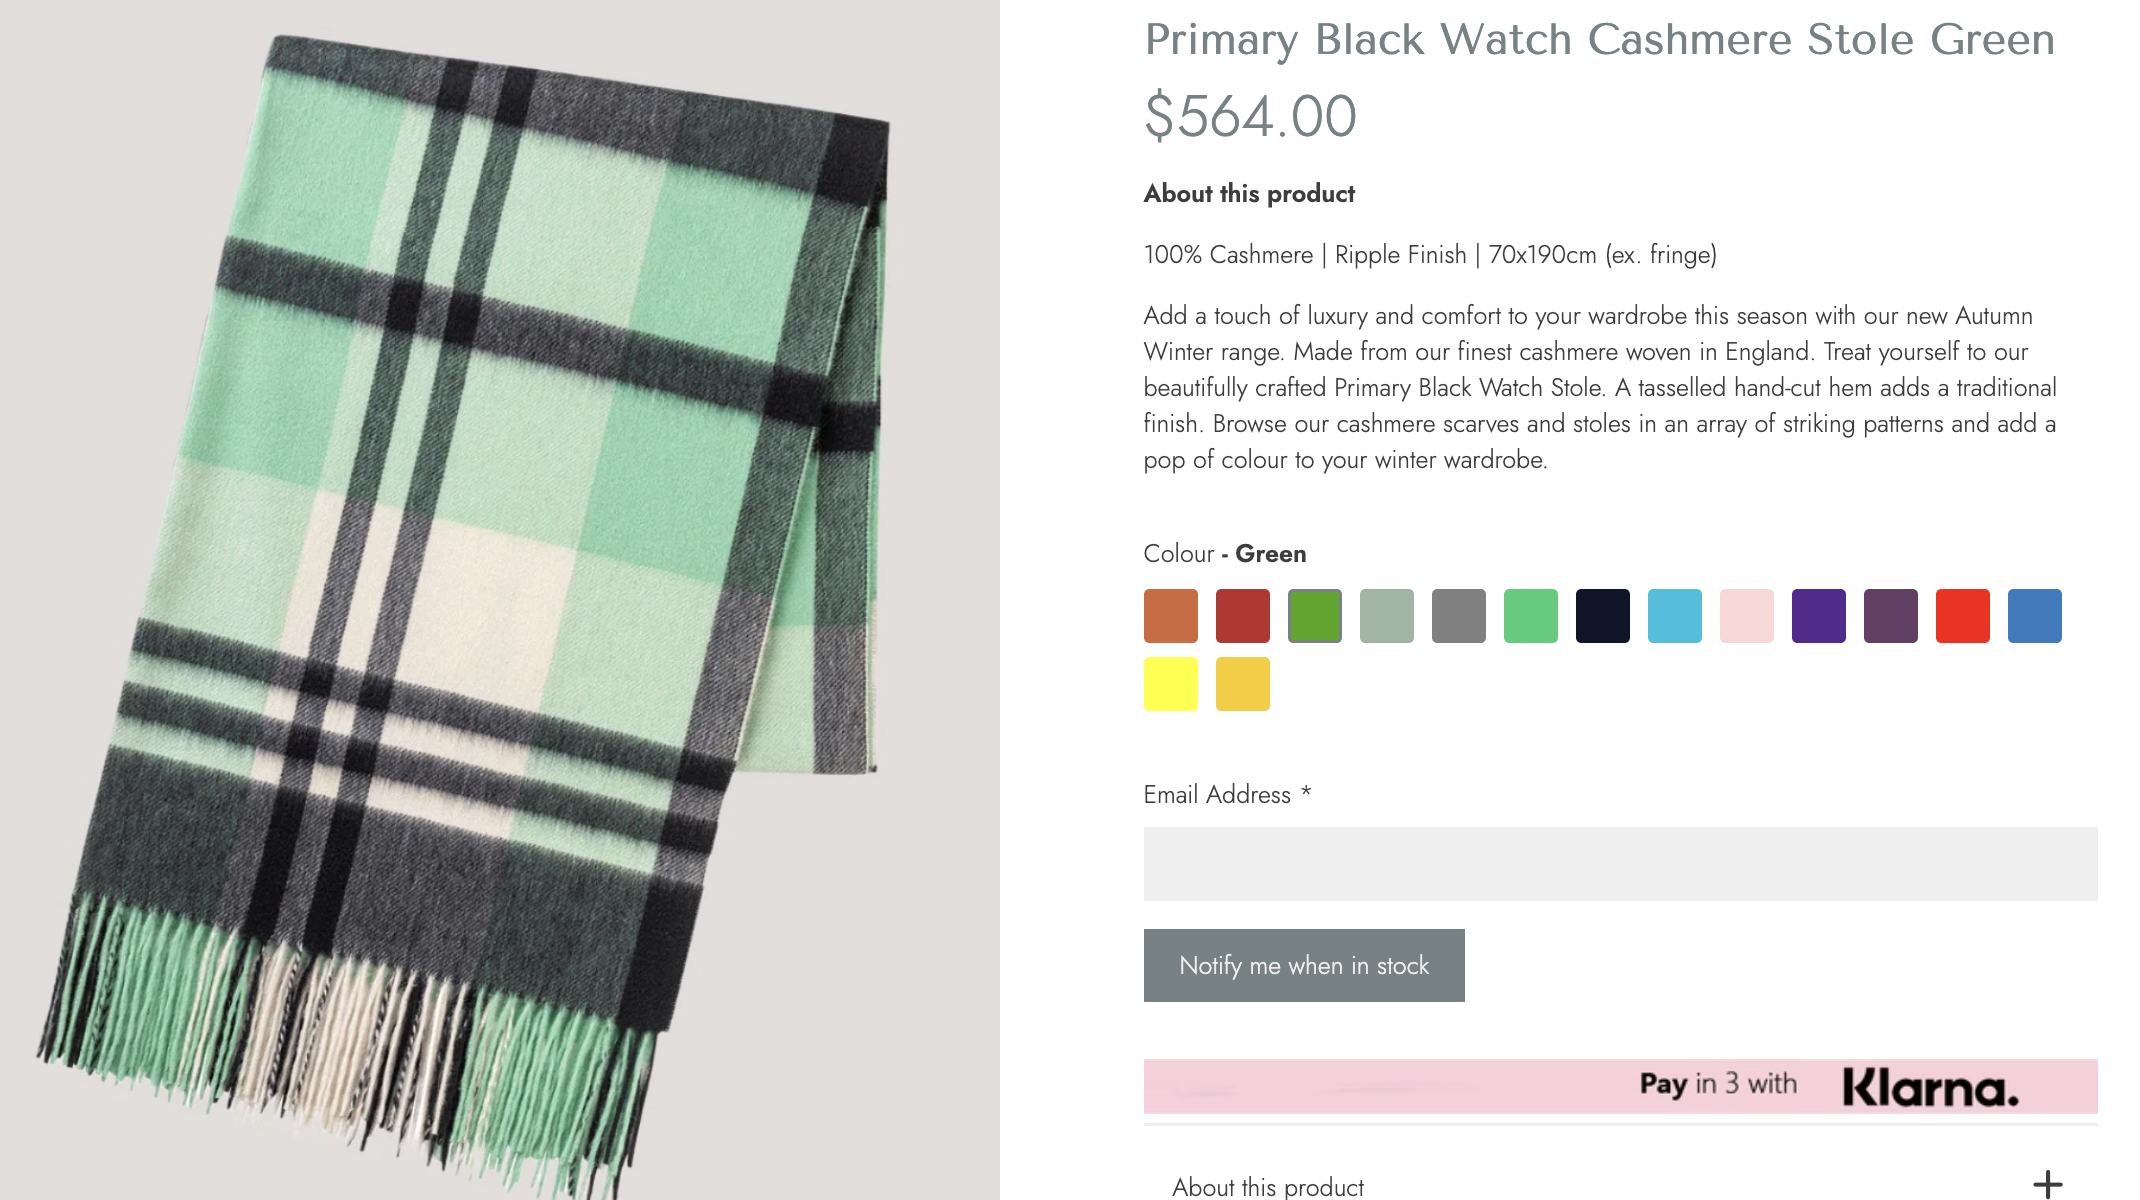 Primary Black Watch Cashmere Stole Green
$564.00
About this product
100% Cashmere | Ripple Finish | 70x190cm (ex. fringe)
Add a touch of luxury and comfort to your wardrobe this season with our new Autumn
Winter range. Made from our finest cashmere woven in England. Treat yourself to our
beautifully crafted Primary Black Watch Stole. A tasselled hand-cut hem adds a traditional
finish. Browse our cashmere scarves and stoles in an array of striking patterns and add a
pop of colour to your winter wardrobe.
Colour - Green
Email Address *
Notify me when in stock
Pay in 3 with Klarna.
About this product +